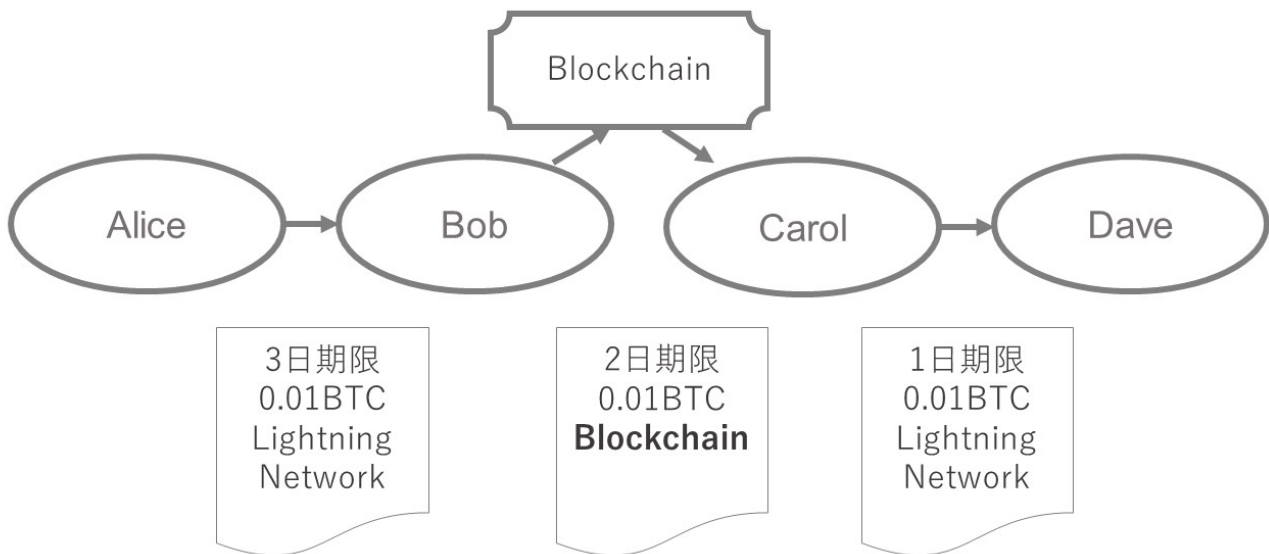 Blockchain
Alice
Bob
Carol
Dave
3日期限
0.01BTC
Lightning
Network
2日期限
0.01BTC
Blockchain
1日期限
0.01BTC
Lightning
Network